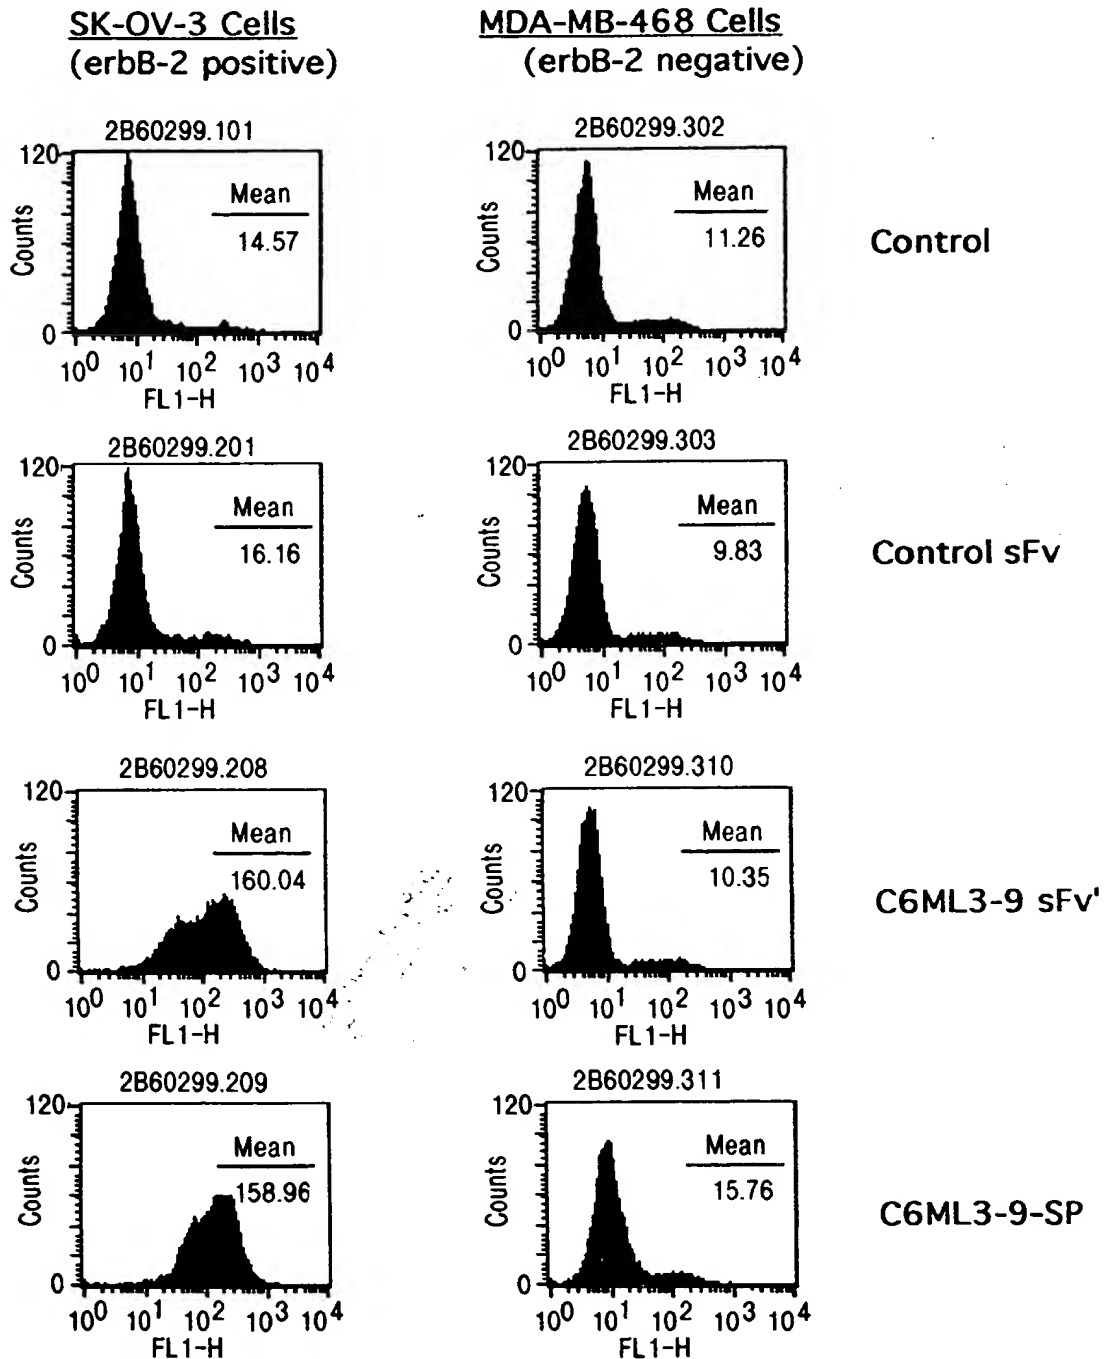 SK-OV-3 Cells
(erbB-2 positive)
MDA-MB-468 Cells
(erbB-2 negative)
2B60299.101
120
Counts
0
Mean
14.57
10^0 10^1 10^2 10^3 10^4
FL1-H
2B60299.302
120
Counts
0
Mean
11.26
10^0 10^1 10^2 10^3 10^4
FL1-H
Control
2B60299.201
120
Counts
0
Mean
16.16
10^0 10^1 10^2 10^3 10^4
FL1-H
2B60299.303
120
Counts
0
Mean
9.83
10^0 10^1 10^2 10^3 10^4
FL1-H
Control sFv
2B60299.208
120
Counts
0
Mean
160.04
10^0 10^1 10^2 10^3 10^4
FL1-H
2B60299.310
120
Counts
0
Mean
10.35
10^0 10^1 10^2 10^3 10^4
FL1-H
C6ML3-9 sFv'
2B60299.209
120
Counts
0
Mean
158.96
10^0 10^1 10^2 10^3 10^4
FL1-H
2B60299.311
120
Counts
0
Mean
15.76
10^0 10^1 10^2 10^3 10^4
FL1-H
C6ML3-9-SP